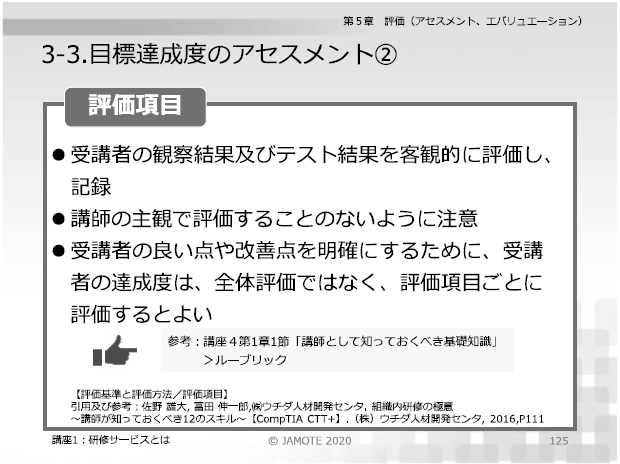 第５章　評価（アセスメント、エバリュエーション）
3-3.目標達成度のアセスメント②
評価項目
● 受講者の観察結果及びテスト結果を客観的に評価し、
記録
● 講師の主観で評価することのないように注意
● 受講者の良い点や改善点を明確にするために、受講
者の達成度は、全体評価ではなく、評価項目ごとに
評価するとよい
参考：講座４第1章1節「講師として知っておくべき基礎知識」
＞ルーブリック
【評価基準と評価方法／評価項目】
引用及び参考：佐野 雄大, 冨田 伸一郎,㈱ウチダ人材開発センタ, 組織内研修の極意
～講師が知っておくべき12のスキル～【CompTIA CTT+】,（株）ウチダ人材開発センタ, 2016,P111
講座1：研修サービスとは
© JAMOTE 2020
125